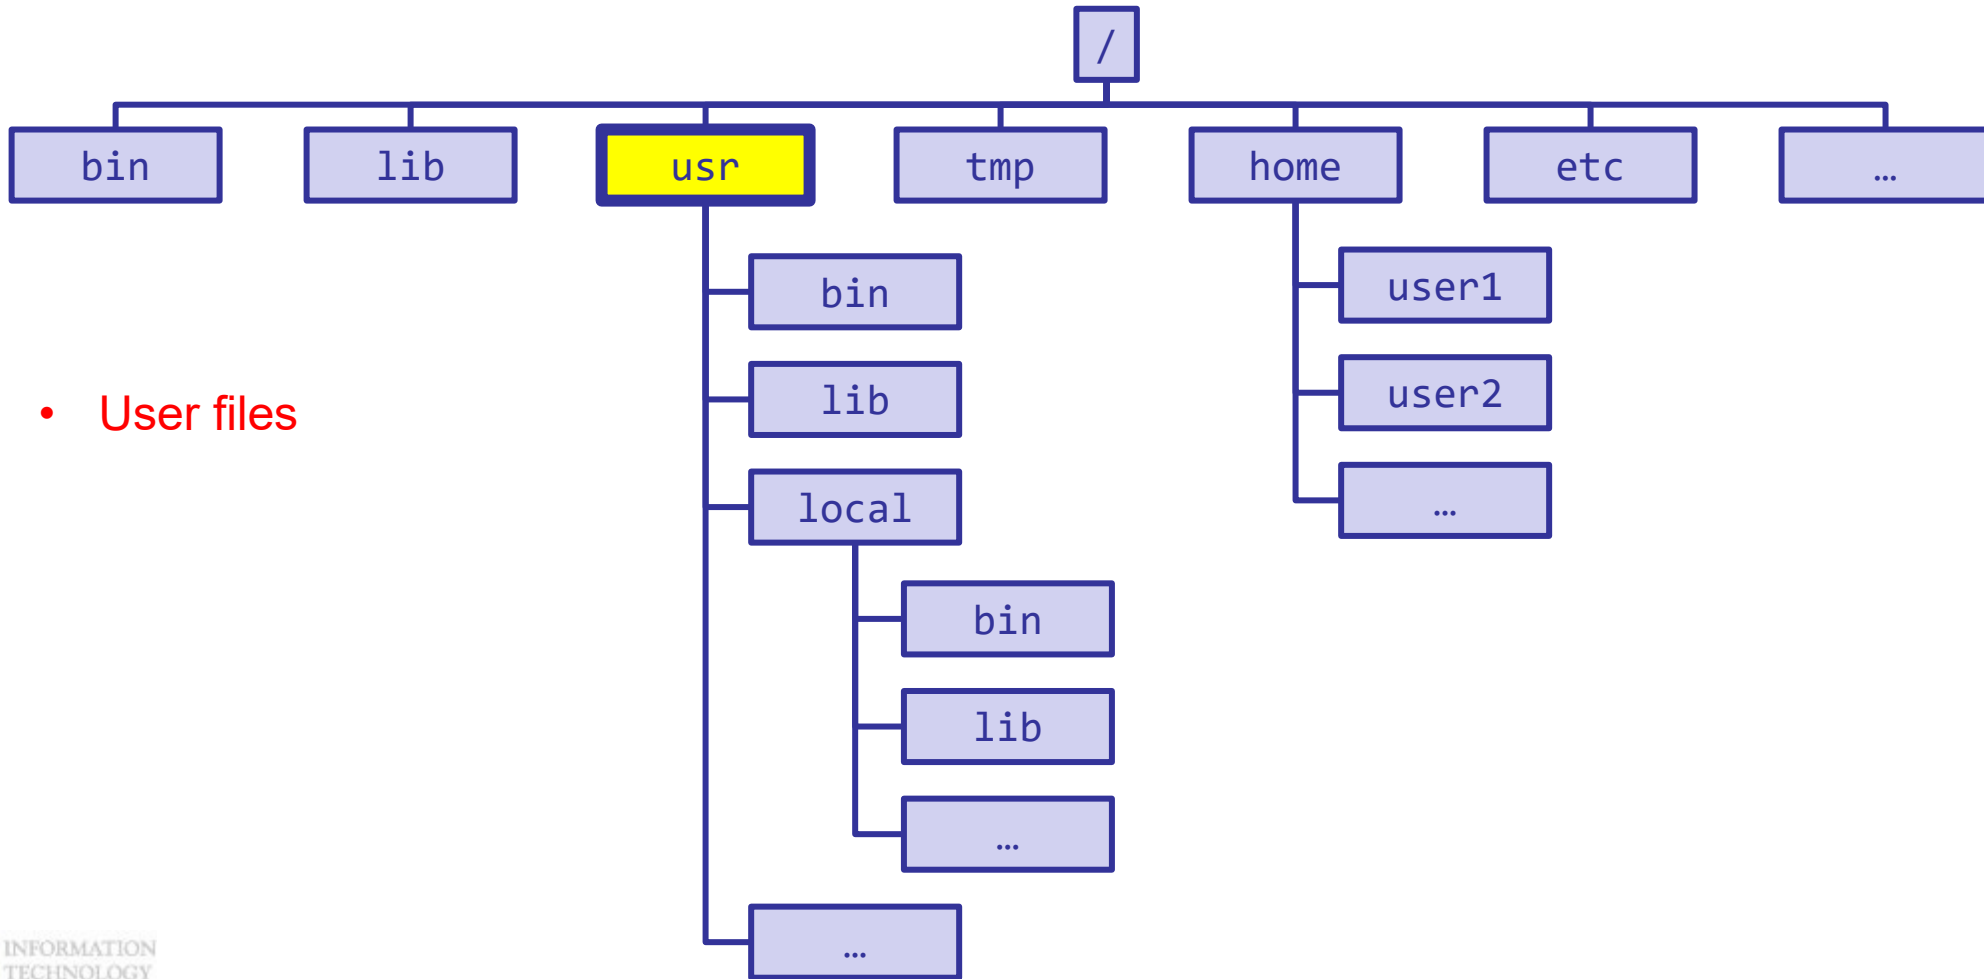 /
bin
lib
usr
tmp
home
etc
…
bin
user1
lib
user2
• User files
local
…
bin
lib
…
…
INFORMATION
TECHNOLOGY